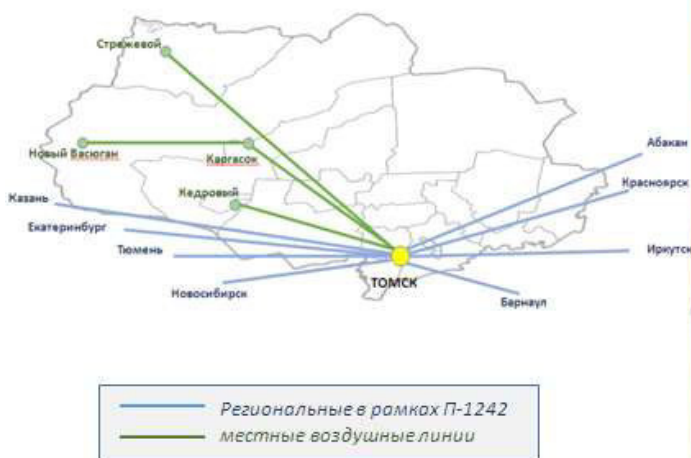 Стрежевой
Абакан
Новый Васюган
Каргасок
Красноярск
Кедровый
Казань
Екатеринбург
Тюмень
Иркутск
ТОМСК
Новосибирск
Барнаул
Региональные в рамках П-1242
местные воздушные линии